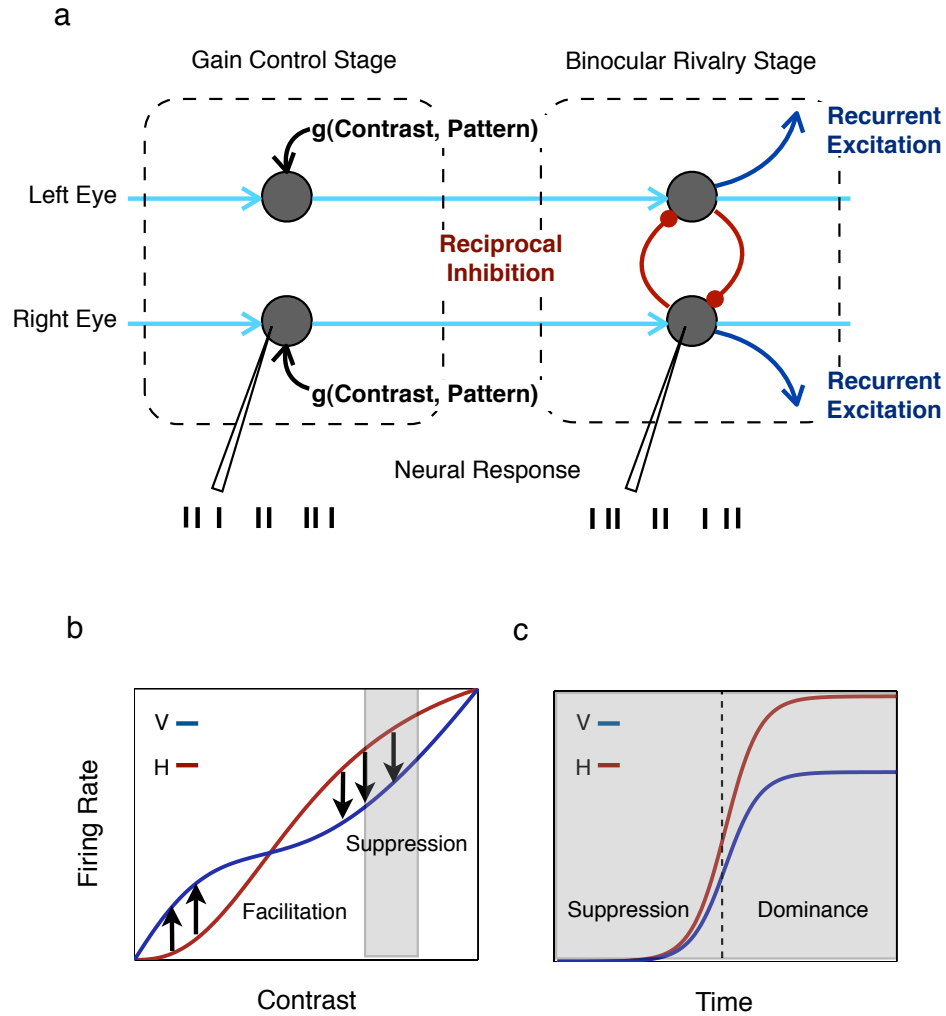 a
Gain Control Stage
Binocular Rivalry Stage
g(Contrast, Pattern)
Recurrent
Excitation
Left Eye
Reciprocal
Inhibition
Right Eye
g(Contrast, Pattern)
Recurrent
Excitation
Neural Response
b
V
H
Firing Rate
Suppression
Facilitation
Contrast
c
V
H
Suppression
Dominance
Time